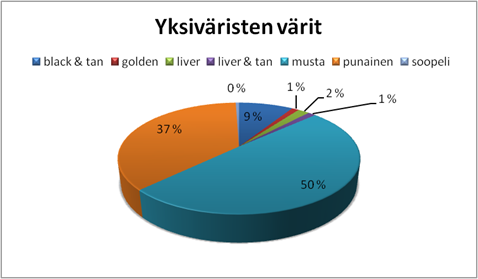 Yksiväristen värit
black & tan golden liver liver & tan musta punainen soopeli
0 % 9 % 1 % 2 % 1 %
37 %
50 %